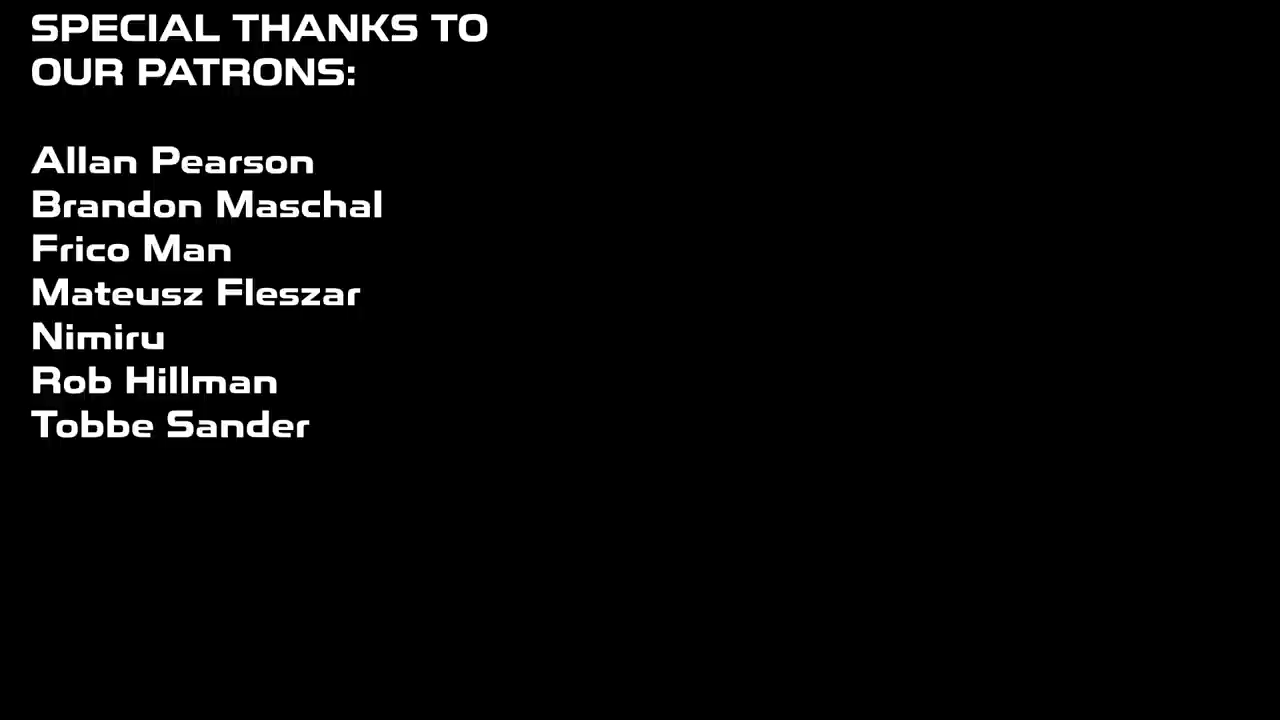 SPECIAL THANKS TO
OUR PATRONS:
Allan Pearson
Brandon Maschal
Frico Man
Mateusz Fleszar
Nimiru
Rob Hillman
Tobbe Sander